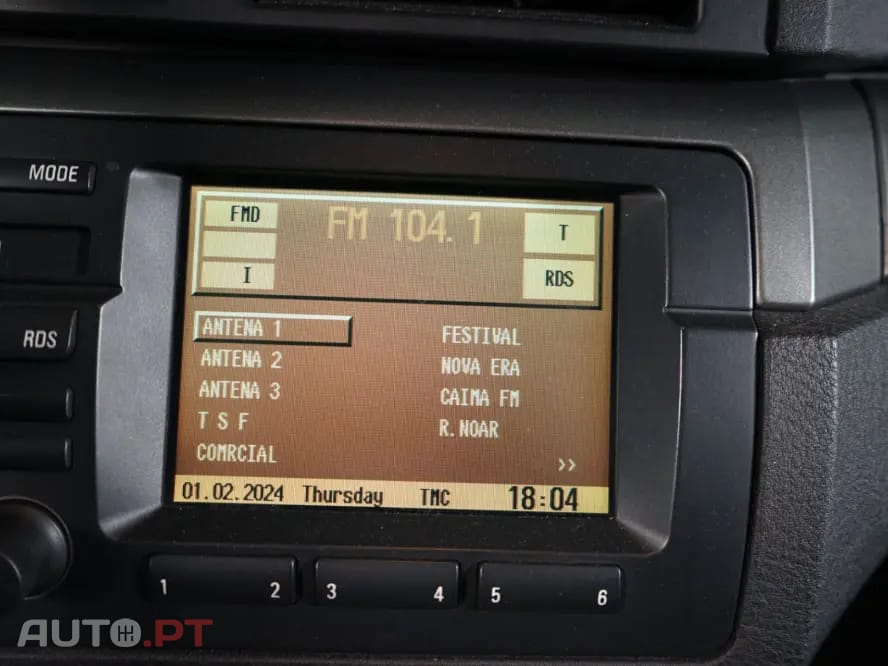 MODE
FMD
FM 104.1
T
I
RDS
RDS
ANTENA 1
ANTENA 2
ANTENA 3
T S F
COMRCIAL
FESTIVAL
NOVA ERA
CAIMA FM
R.NOAR
>>
01.02.2024 Thursday TMC 18:04
1 2 3 4 5 6
AUTO.PT